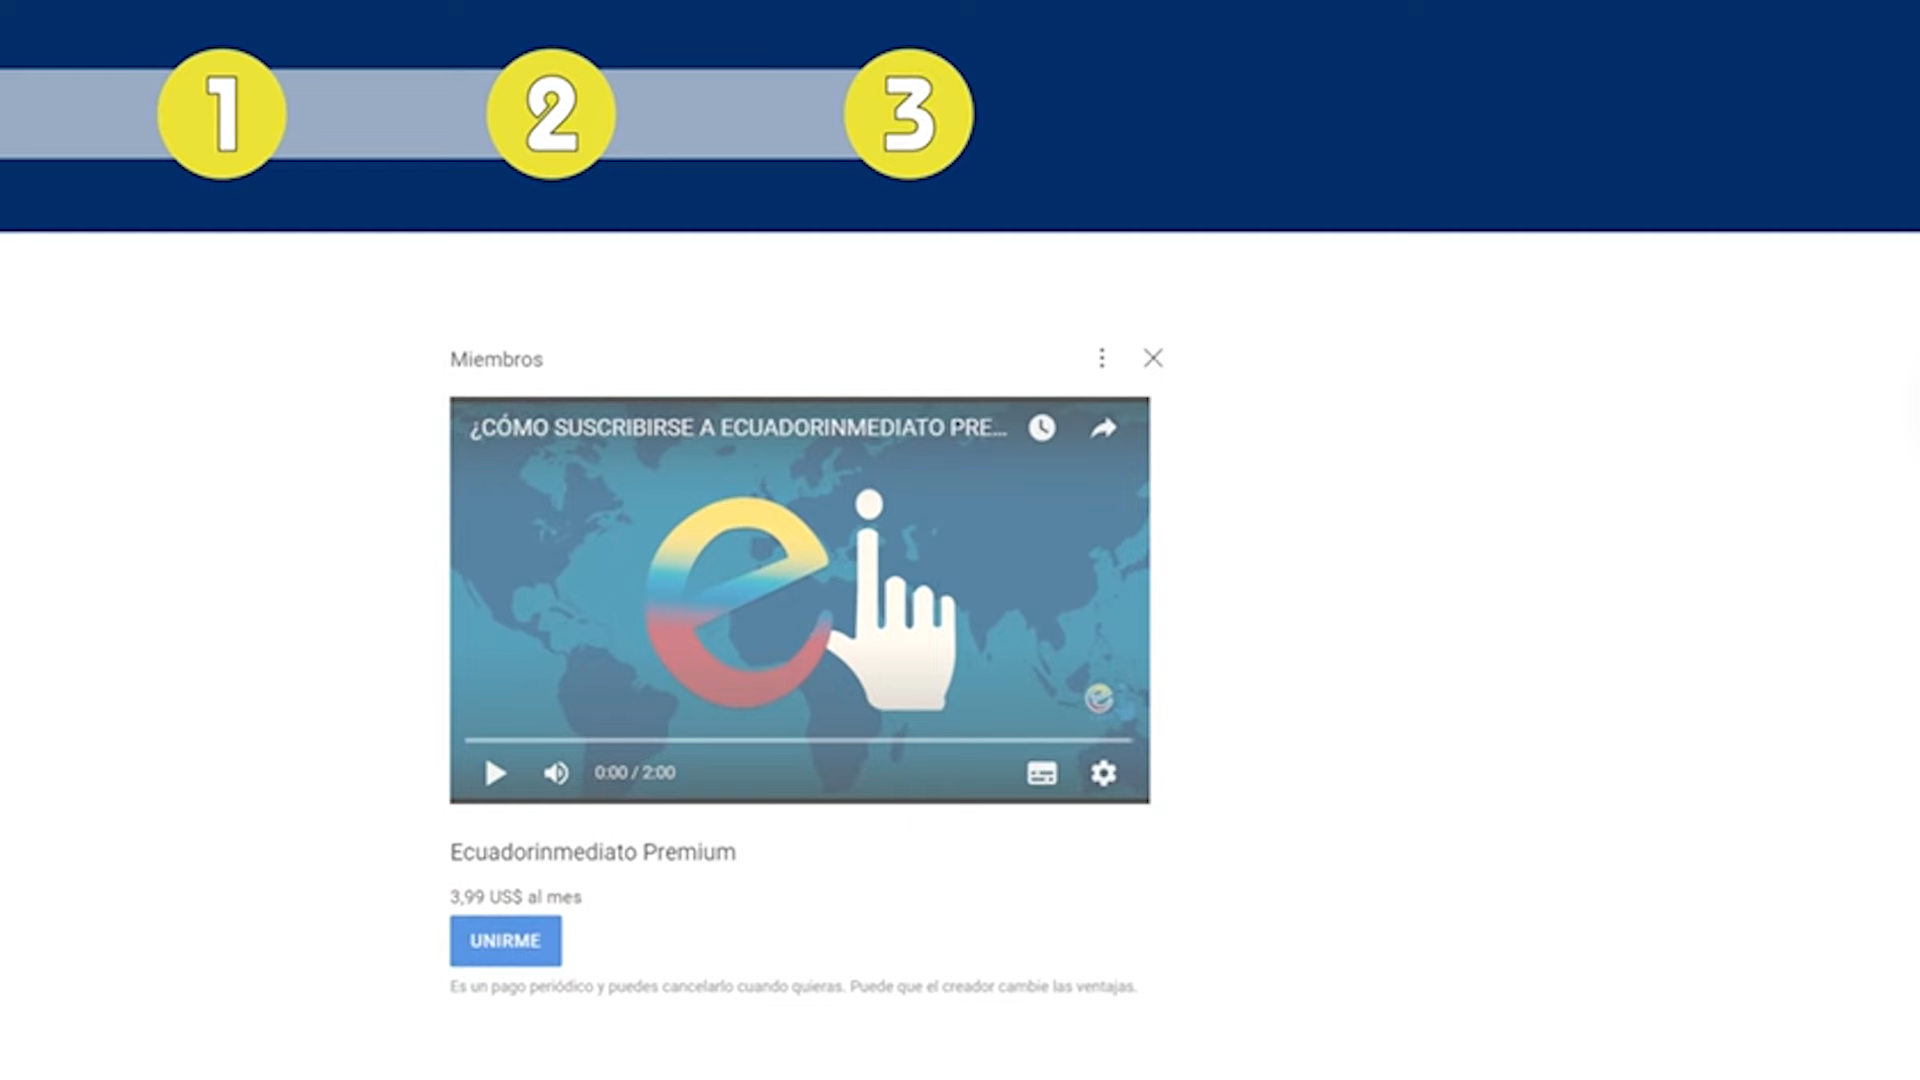 1 2 3
Miembros
¿CÓMO SUSCRIBIRSE A ECUADORINMEDIATO PRE...
0:00 / 2:00
Ecuadorinmediato Premium
3,99 US$ al mes
UNIRME
Es un pago periódico y puedes cancelarlo cuando quieras. Puede que el creador cambie las ventajas.